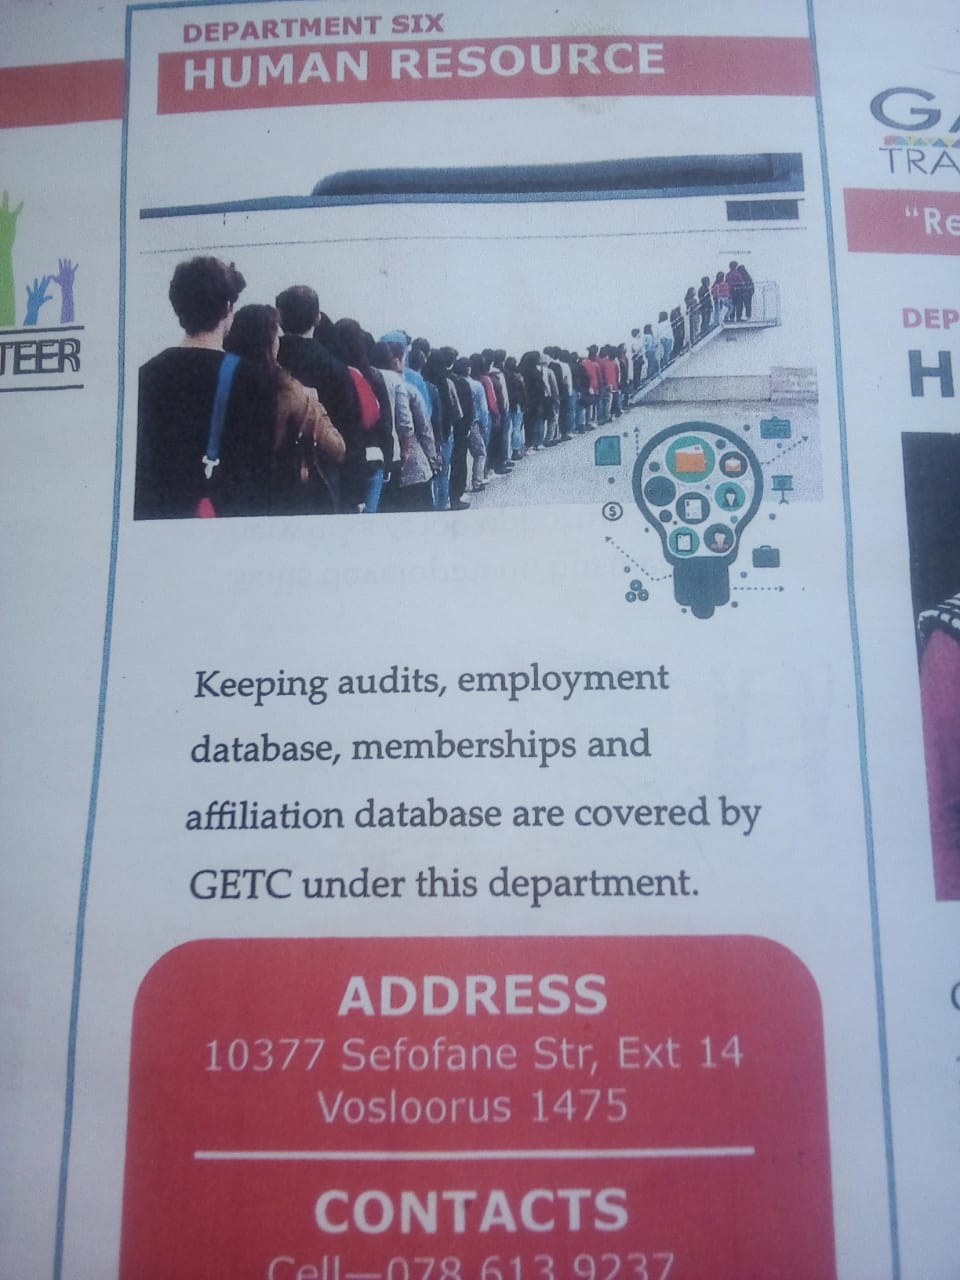 DEPARTMENT SIX
HUMAN RESOURCE
Keeping audits, employment
database, memberships and
affiliation database are covered by
GETC under this department.
ADDRESS
10377 Sefofane Str, Ext 14
Vosloorus 1475
CONTACTS
Cell—078 613 9237
TEER
GA
TRA
“Re
DEP
H